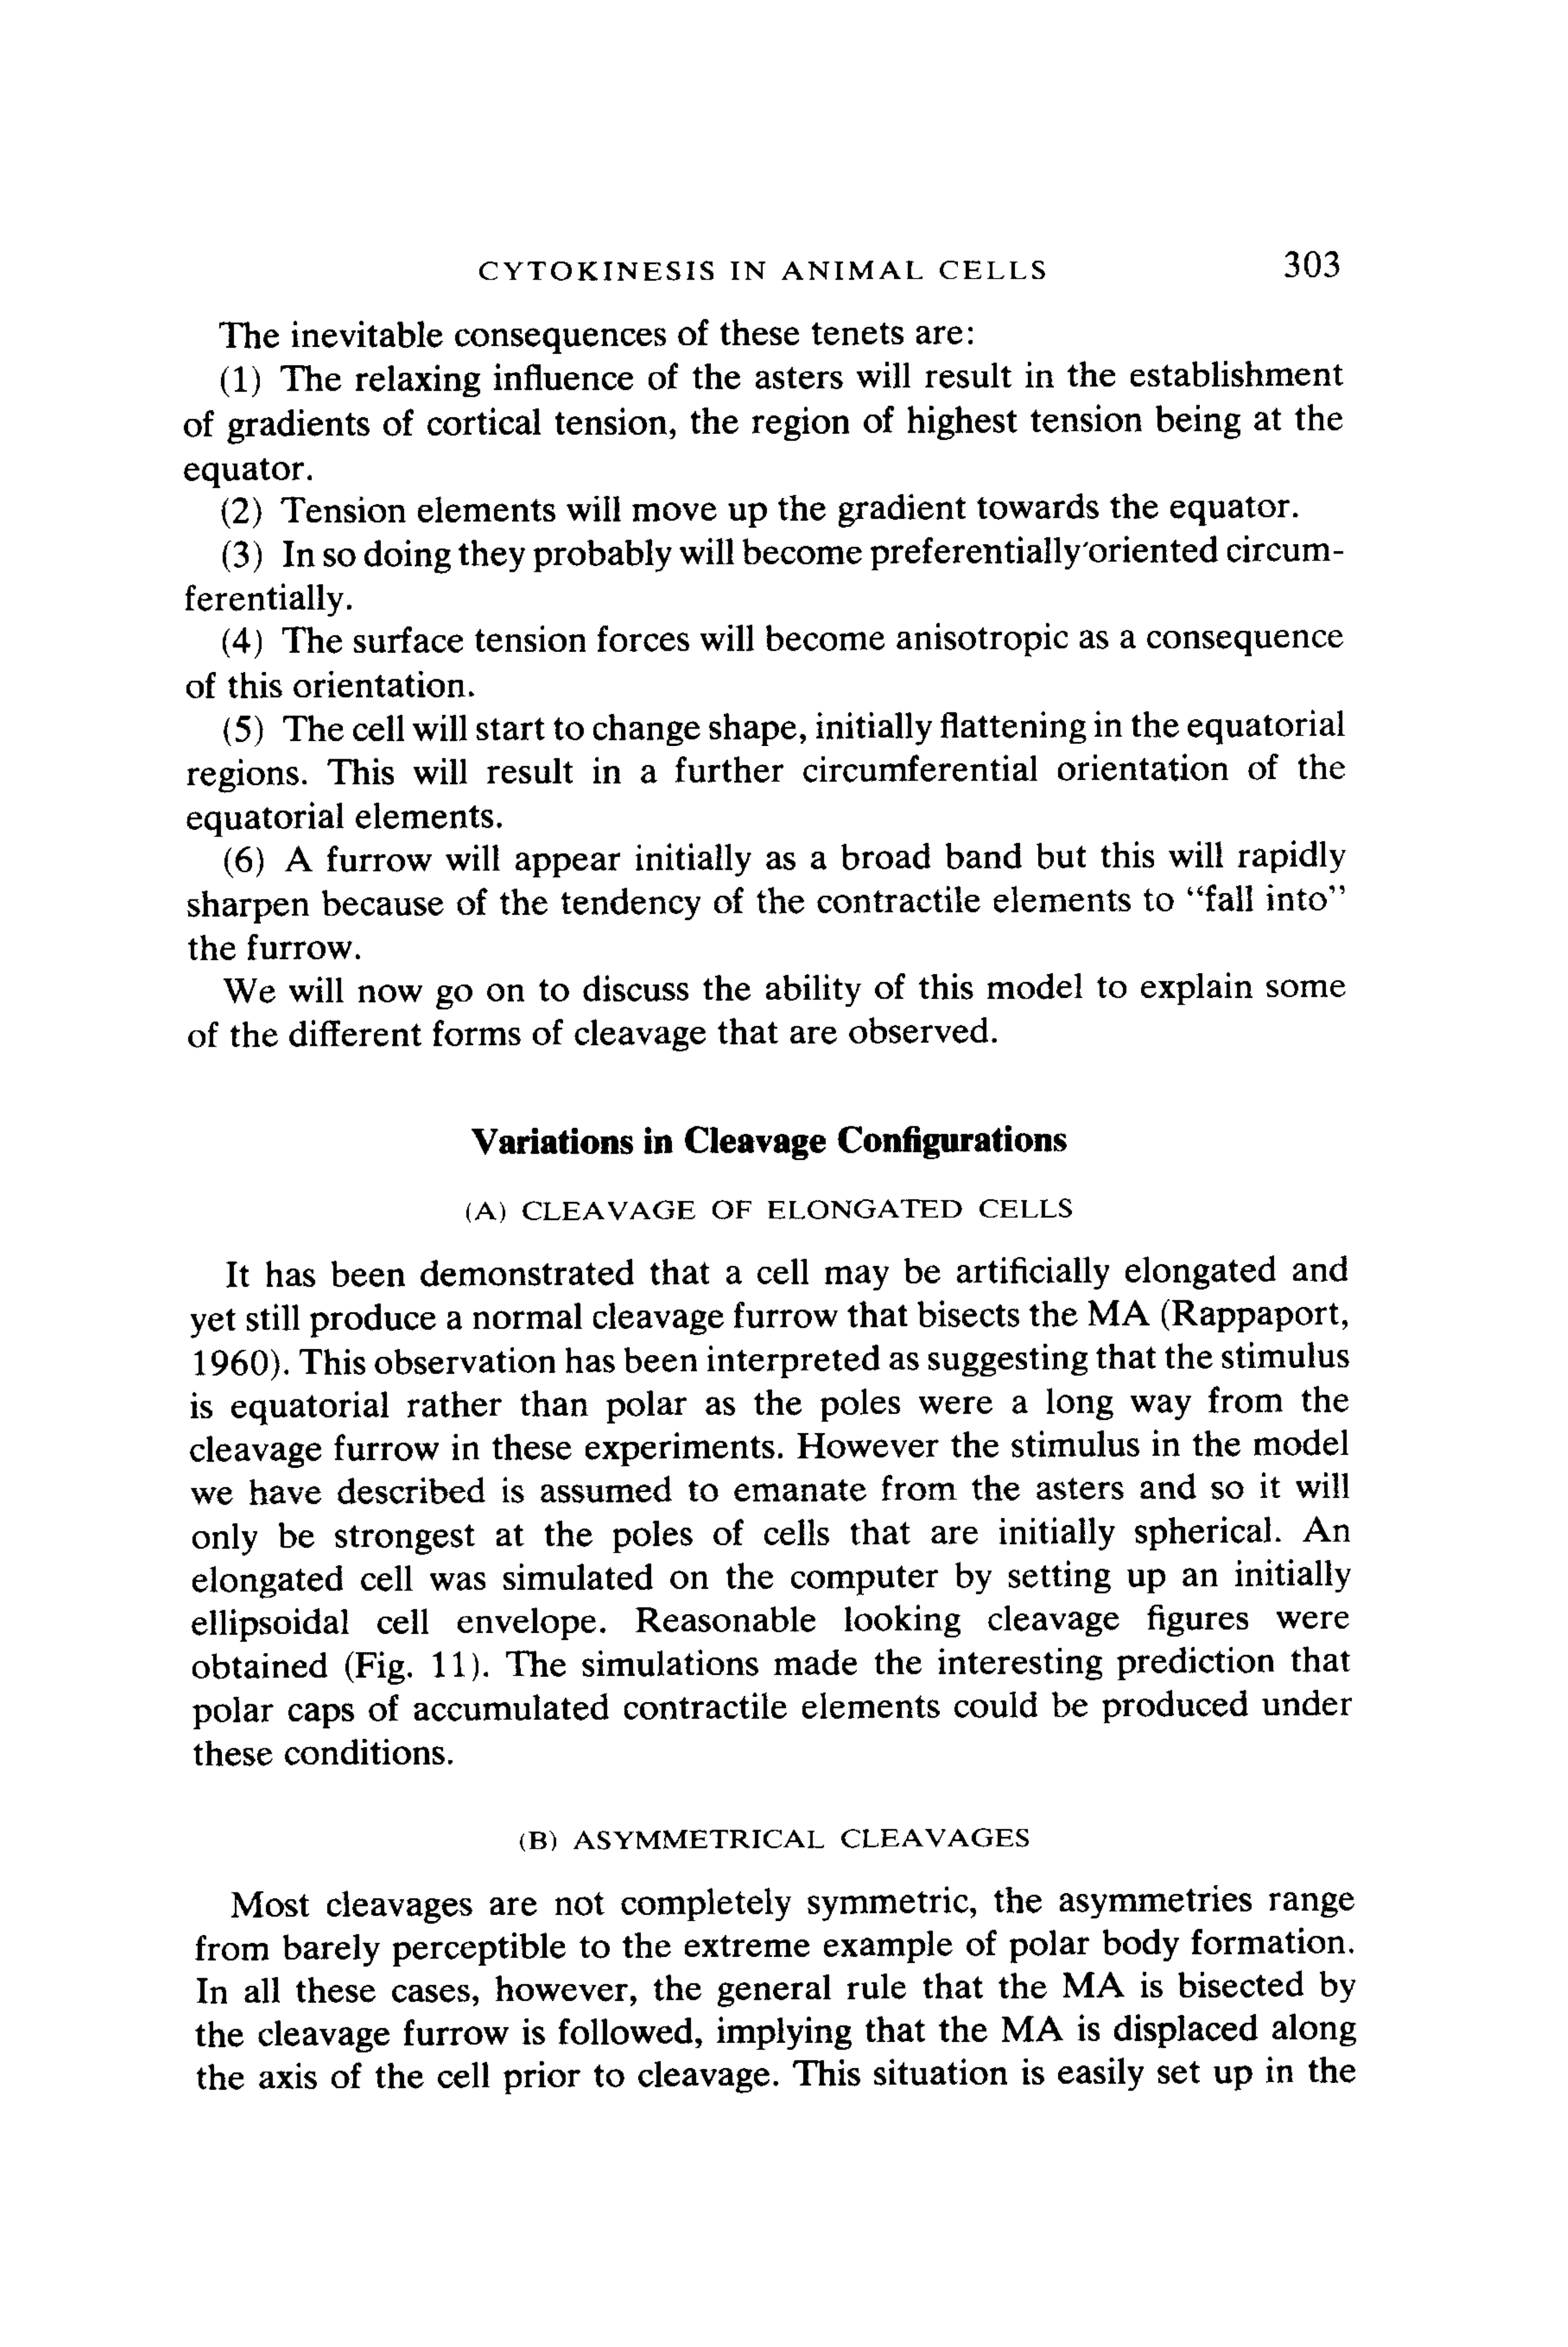 CYTOKINESIS IN ANIMAL CELLS 303
The inevitable consequences of these tenets are:
(1) The relaxing influence of the asters will result in the establishment
of gradients of cortical tension, the region of highest tension being at the
equator.
(2) Tension elements will move up the gradient towards the equator.
(3) In so doing they probably will become preferentially'oriented circum-
ferentially.
(4) The surface tension forces will become anisotropic as a consequence
of this orientation.
(5) The cell will start to change shape, initially flattening in the equatorial
regions. This will result in a further circumferential orientation of the
equatorial elements.
(6) A furrow will appear initially as a broad band but this will rapidly
sharpen because of the tendency of the contractile elements to “fall into”
the furrow.
We will now go on to discuss the ability of this model to explain some
of the different forms of cleavage that are observed.
Variations in Cleavage Configurations
(A) CLEAVAGE OF ELONGATED CELLS
It has been demonstrated that a cell may be artificially elongated and
yet still produce a normal cleavage furrow that bisects the MA (Rappaport,
1960). This observation has been interpreted as suggesting that the stimulus
is equatorial rather than polar as the poles were a long way from the
cleavage furrow in these experiments. However the stimulus in the model
we have described is assumed to emanate from the asters and so it will
only be strongest at the poles of cells that are initially spherical. An
elongated cell was simulated on the computer by setting up an initially
ellipsoidal cell envelope. Reasonable looking cleavage figures were
obtained (Fig. 11). The simulations made the interesting prediction that
polar caps of accumulated contractile elements could be produced under
these conditions.
(B) ASYMMETRICAL CLEAVAGES
Most cleavages are not completely symmetric, the asymmetries range
from barely perceptible to the extreme example of polar body formation.
In all these cases, however, the general rule that the MA is bisected by
the cleavage furrow is followed, implying that the MA is displaced along
the axis of the cell prior to cleavage. This situation is easily set up in the